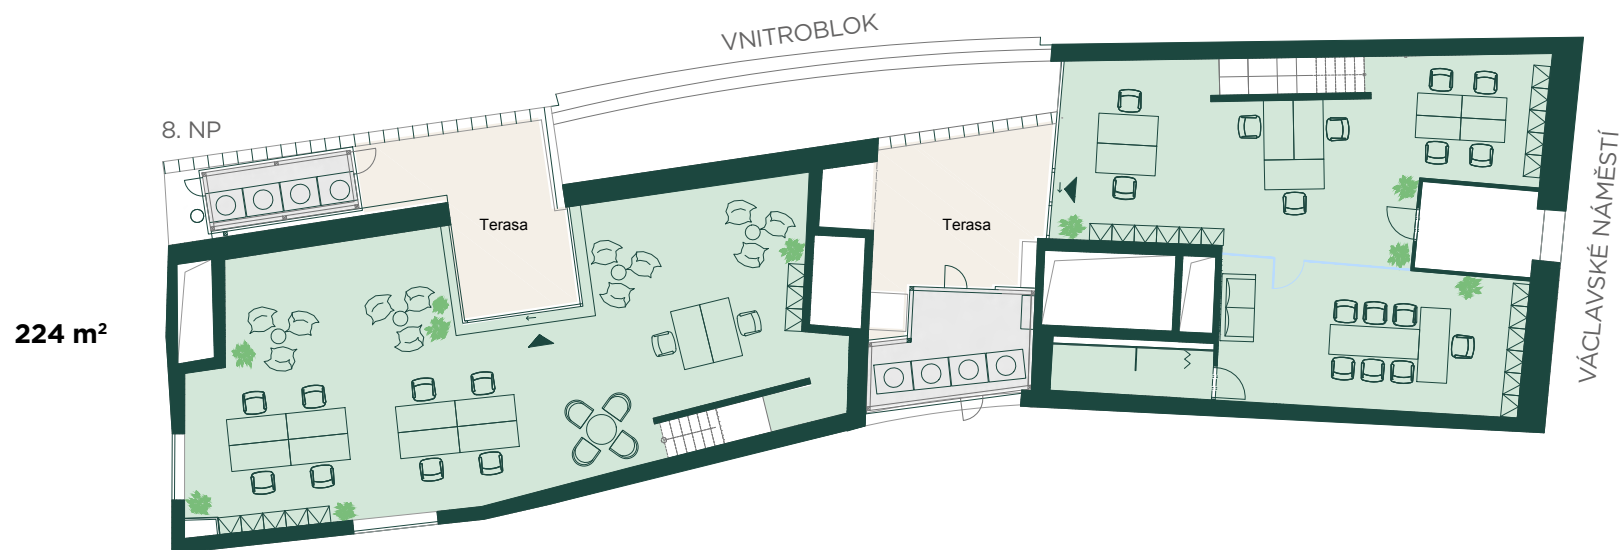 VNITROBLOK
8. NP
Terasa
Terasa
VÁCLAVSKÉ NÁMĚSTÍ
224 m²